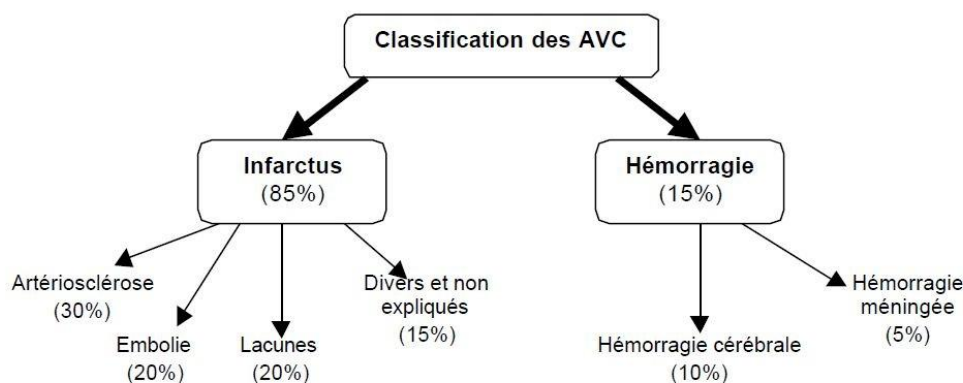 Classification des AVC
Infarctus
(85%)
Hémorragie
(15%)
Artériosclérose
(30%)
Embolie
(20%)
Lacunes
(20%)
Divers et non
expliqués
(15%)
Hémorragie cérébrale
(10%)
Hémorragie
méningée
(5%)